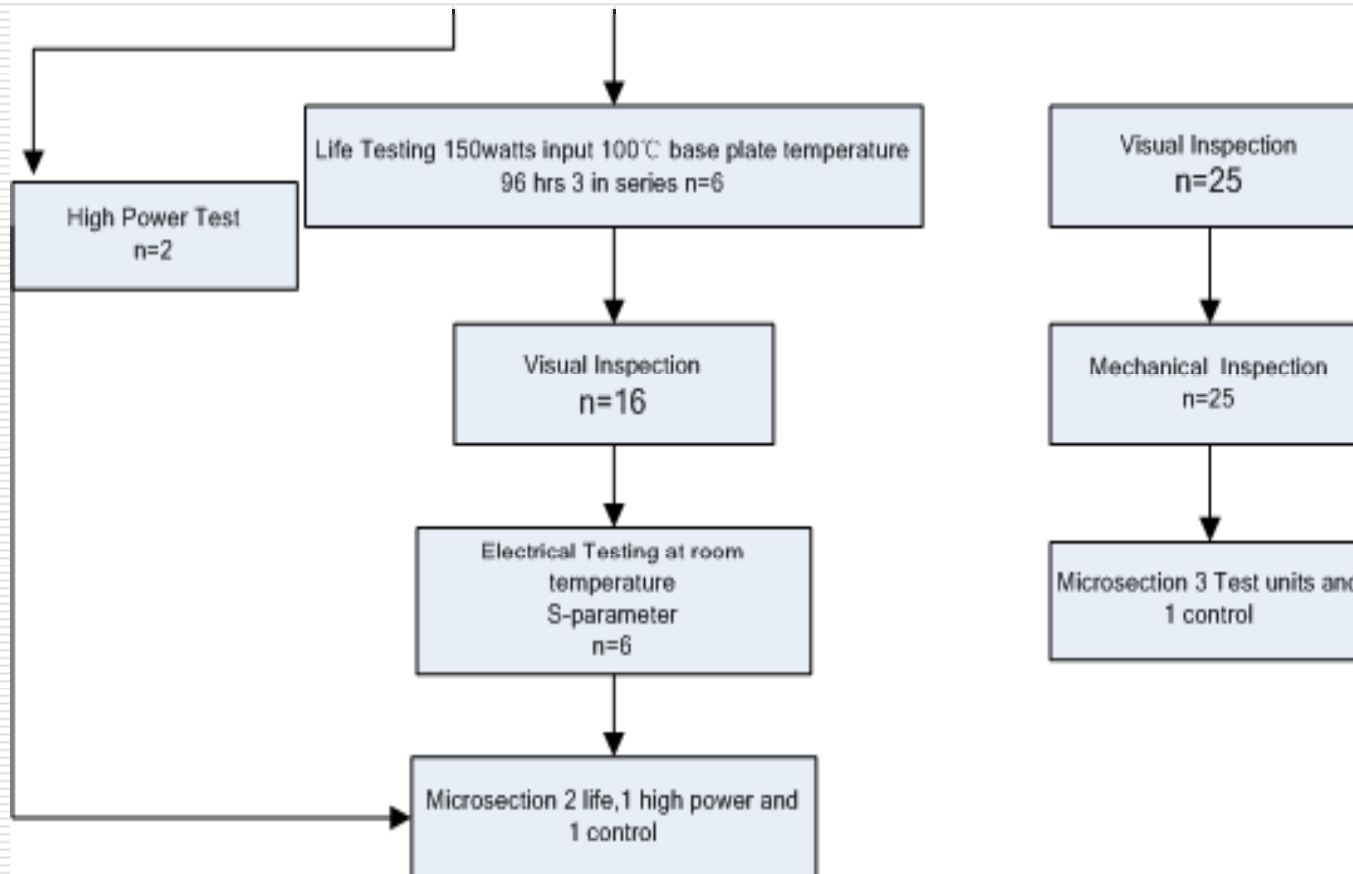 High Power Test
n=2
Life Testing 150watts input 100℃ base plate temperature
96 hrs 3 in series n=6
Visual Inspection
n=16
Electrical Testing at room
temperature
S-parameter
n=6
Microsection 2 life,1 high power and
1 control
Visual Inspection
n=25
Mechanical Inspection
n=25
Microsection 3 Test units and
1 control